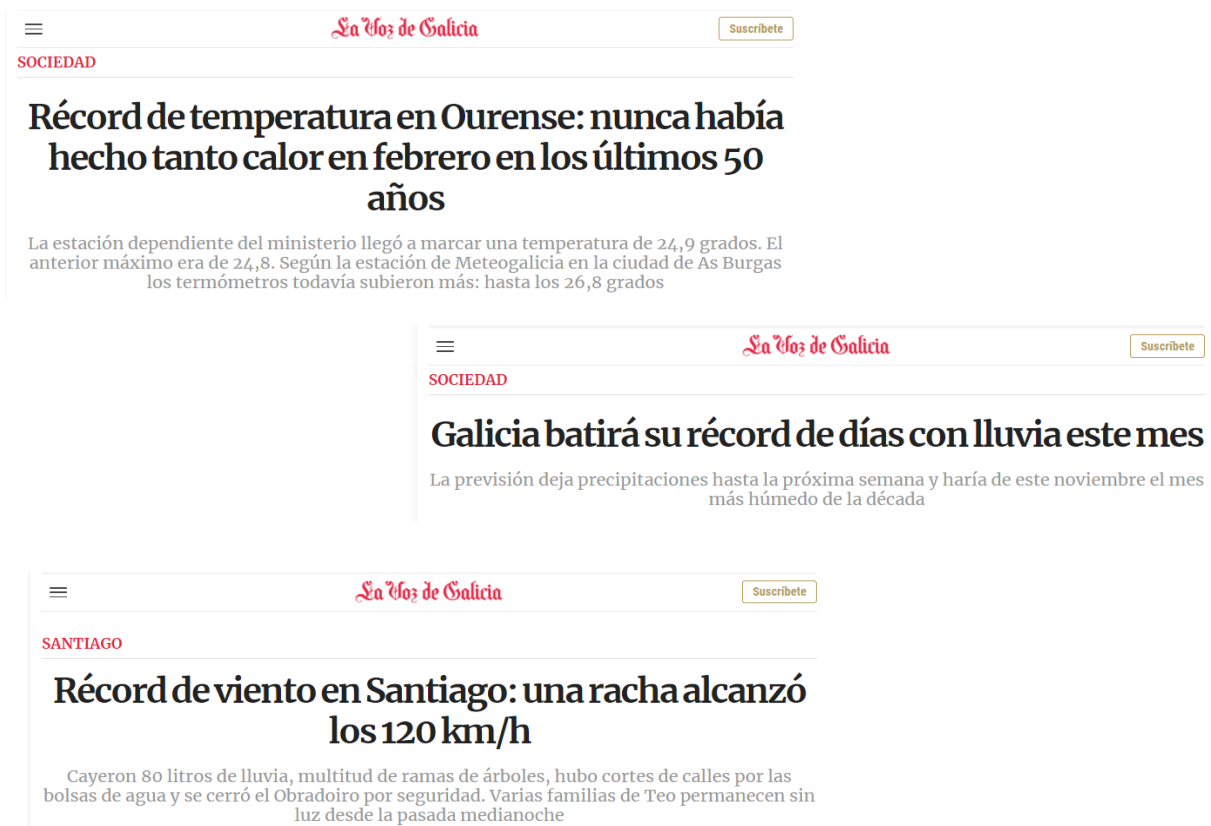 La Voz de Galicia
Suscríbete
SOCIEDAD
Récord de temperatura en Ourense: nunca había
hecho tanto calor en febrero en los últimos 50
años
La estación dependiente del ministerio llegó a marcar una temperatura de 24,9 grados. El
anterior máximo era de 24,8. Según la estación de Meteogalicia en la ciudad de As Burgas
los termómetros todavía subieron más: hasta los 26,8 grados
La Voz de Galicia
Suscríbete
SOCIEDAD
Galicia batirá su récord de días con lluvia este mes
La previsión deja precipitaciones hasta la próxima semana y haría de este noviembre el mes
más húmedo de la década
La Voz de Galicia
Suscríbete
SANTIAGO
Récord de viento en Santiago: una racha alcanzó
los 120 km/h
Cayeron 80 litros de lluvia, multitud de ramas de árboles, hubo cortes de calles por las
bolsas de agua y se cerró el Obradoiro por seguridad. Varias familias de Teo permanecen sin
luz desde la pasada medianoche